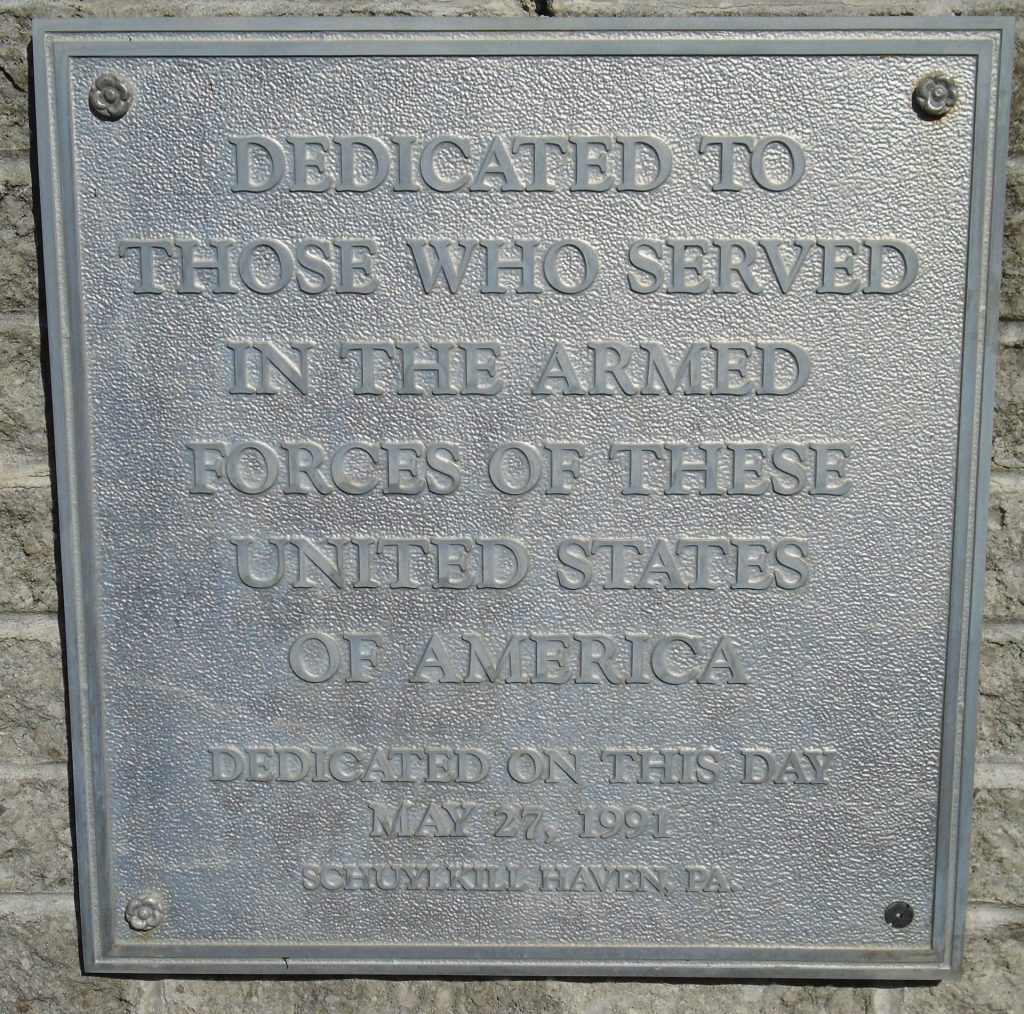 DEDICATED TO
THOSE WHO SERVED
IN THE ARMED
FORCES OF THESE
UNITED STATES
OF AMERICA
DEDICATED ON THIS DAY
MAY 27, 1991
SCHUYLKILL HAVEN, PA.